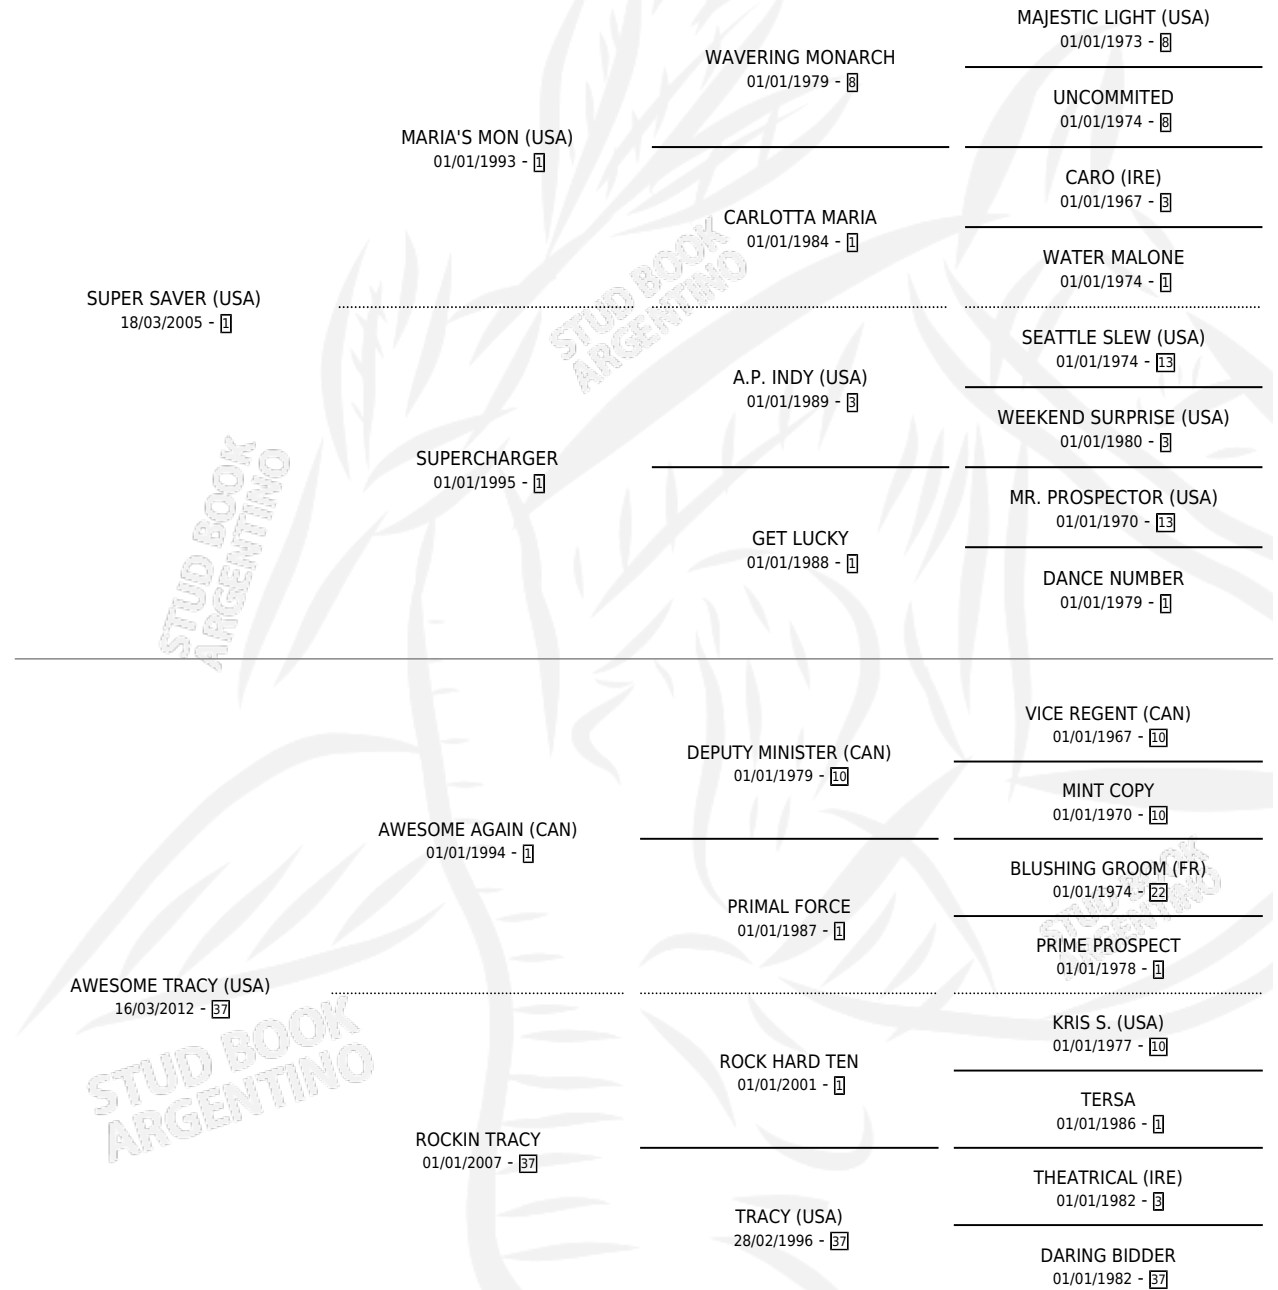 MAJESTIC LIGHT (USA)
01/01/1973 - 8
WAVERING MONARCH
01/01/1979 - 8
UNCOMMITED
01/01/1974 - 8
MARIA'S MON (USA)
01/01/1993 - 1
CARO (IRE)
01/01/1967 - 3
CARLOTTA MARIA
01/01/1984 - 1
WATER MALONE
01/01/1974 - 1
SUPER SAVER (USA)
18/03/2005 - 1
STUD BOOK
ARGENTINO
SEATTLE SLEW (USA)
01/01/1974 - 13
A.P. INDY (USA)
01/01/1989 - 3
WEEKEND SURPRISE (USA)
01/01/1980 - 3
SUPERCHARGER
01/01/1995 - 1
MR. PROSPECTOR (USA)
01/01/1970 - 13
GET LUCKY
01/01/1988 - 1
DANCE NUMBER
01/01/1979 - 1
STUD BOOK
ARGENTINO
VICE REGENT (CAN)
01/01/1967 - 10
DEPUTY MINISTER (CAN)
01/01/1979 - 10
MINT COPY
01/01/1970 - 10
AWESOME AGAIN (CAN)
01/01/1994 - 1
BLUSHING GROOM (FR)
01/01/1974 - 22
PRIMAL FORCE
01/01/1987 - 1
PRIME PROSPECT
01/01/1978 - 1
STUD BOOK
ARGENTINO
AWESOME TRACY (USA)
16/03/2012 - 37
KRIS S. (USA)
01/01/1977 - 10
ROCK HARD TEN
01/01/2001 - 1
TERSA
01/01/1986 - 1
STUD BOOK
ARGENTINO
ROCKIN TRACY
01/01/2007 - 37
THEATRICAL (IRE)
01/01/1982 - 3
TRACY (USA)
28/02/1996 - 37
DARING BIDDER
01/01/1982 - 37